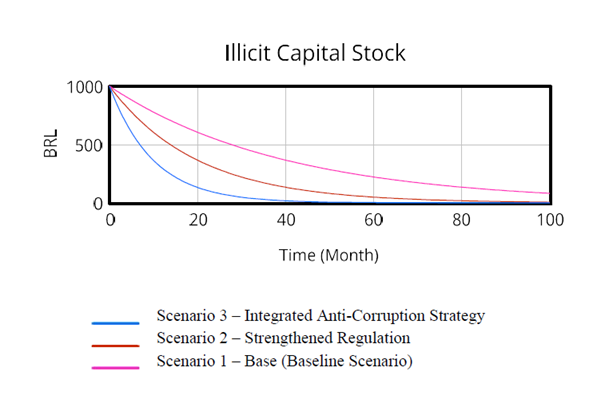 Illicit Capital Stock
1000
500
0
BRL
0 20 40 60 80 100
Time (Month)
Scenario 3 – Integrated Anti-Corruption Strategy
Scenario 2 – Strengthened Regulation
Scenario 1 – Base (Baseline Scenario)